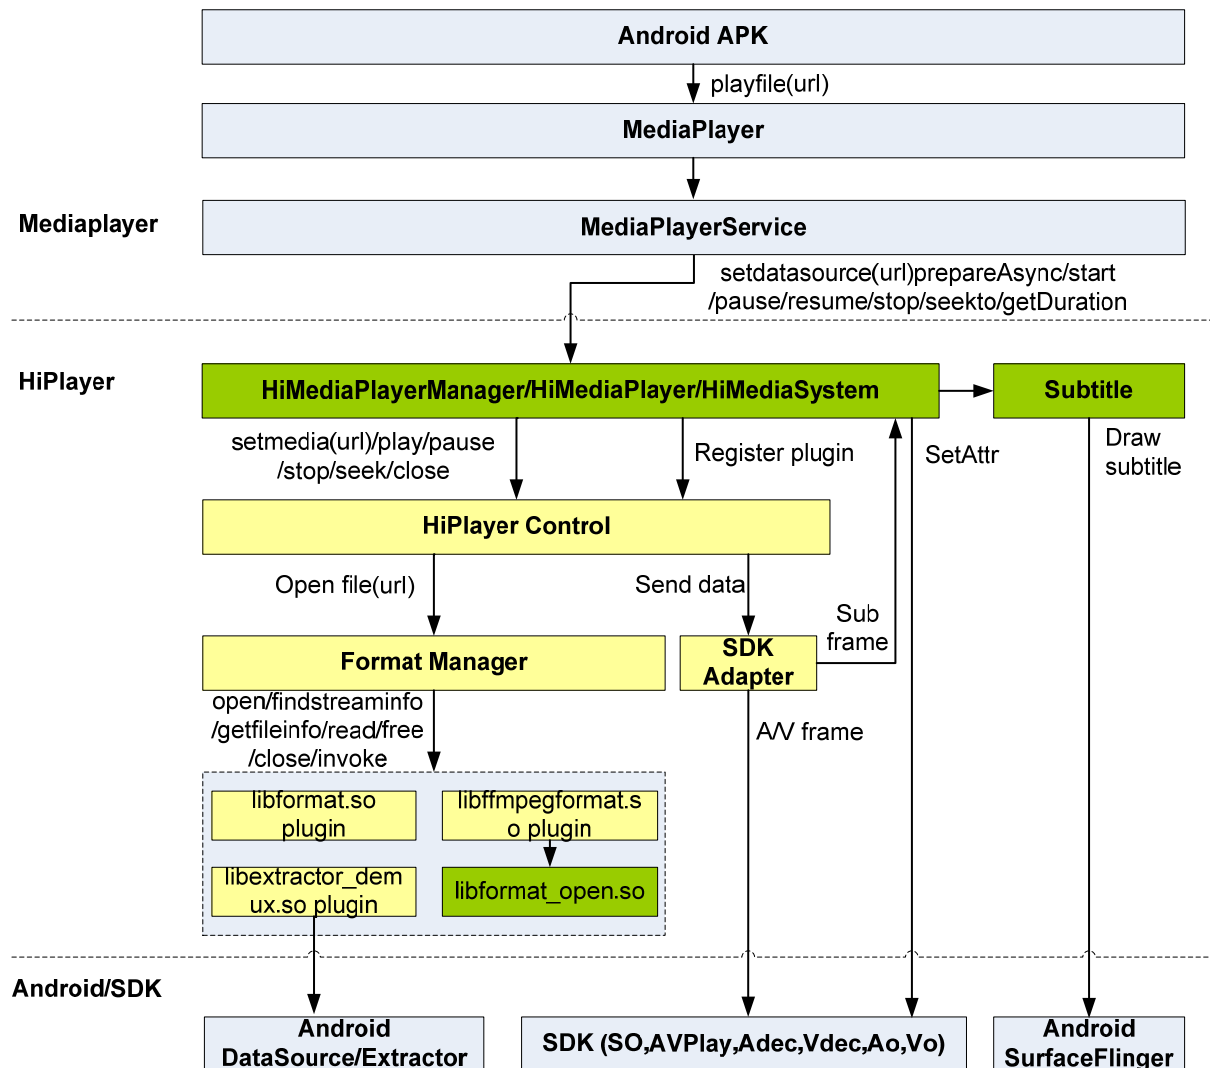 Android APK
playfile(url)
MediaPlayer
Mediaplayer
MediaPlayerService
setdatasource(url)prepareAsync/start
/pause/resume/stop/seekto/getDuration
HiPlayer
HiMediaPlayerManager/HiMediaPlayer/HiMediaSystem
Subtitle
setmedia(url)/play/pause
/stop/seek/close
Register plugin
SetAttr
Draw
subtitle
HiPlayer Control
Open file(url)
Send data
Sub
frame
Format Manager
SDK
Adapter
open/findstreaminfo
/getfileinfo/read/free
/close/invoke
A/V frame
libformat.so
plugin
libffmpegformat.s
o plugin
libextractor_dem
ux.so plugin
libformat_open.so
Android/SDK
Android
DataSource/Extractor
SDK (SO,AVPlay,Adec,Vdec,Ao,Vo)
Android
SurfaceFlinger